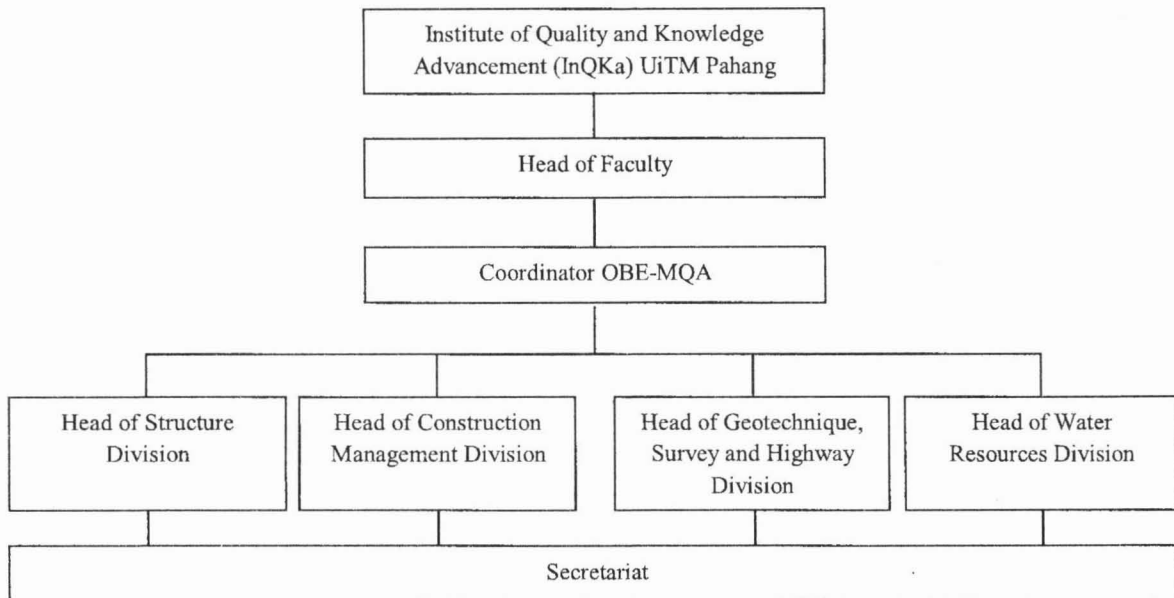 Institute of Quality and Knowledge
Advancement (InQKa) UiTM Pahang
Head of Faculty
Coordinator OBE-MQA
Head of Structure
Division
Head of Construction
Management Division
Head of Geotechnique,
Survey and Highway
Division
Head of Water
Resources Division
Secretariat